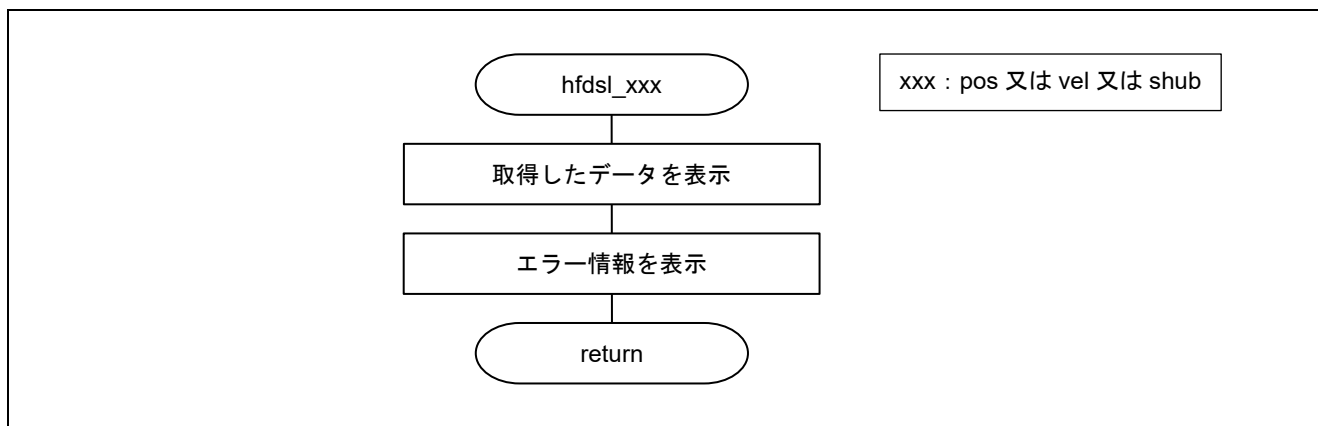 hfdsl_xxx
xxx：pos 又は vel 又は shub
取得したデータを表示
エラー情報を表示
return